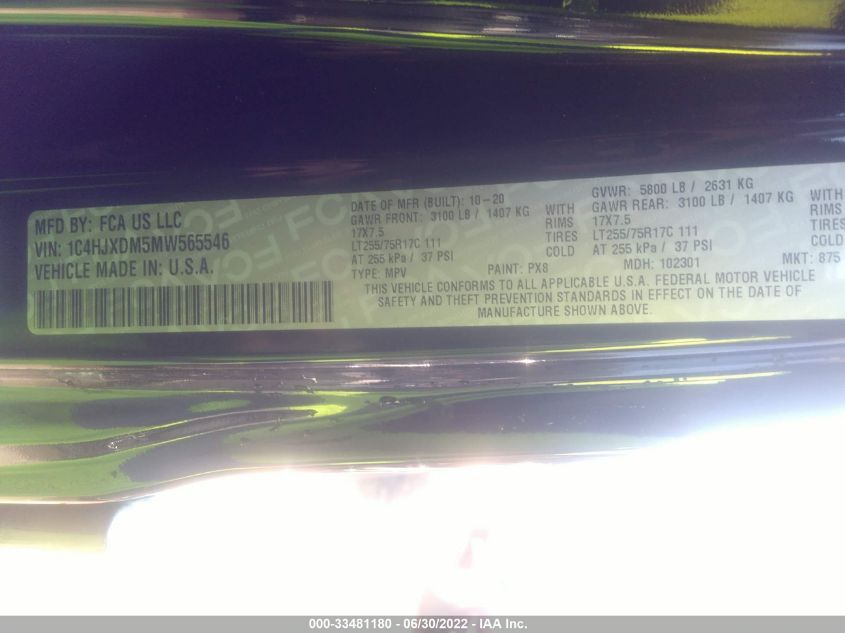 MFD BY: FCA US LLC
VIN: 1C4HJXDM5MW565546
VEHICLE MADE IN: U.S.A.
DATE OF MFR (BUILT): 10-20
GAWR FRONT: 3100 LB / 1407 KG WITH
17X7.5 RIMS
LT255/75R17C 111 TIRES
AT 255 kPa / 37 PSI COLD
TYPE: MPV PAINT: PX8 MDH: 102301 MKT: 875
GVWR: 5800 LB / 2631 KG
GAWR REAR: 3100 LB / 1407 KG WITH
17X7.5 RIMS
LT255/75R17C 111 TIRES
AT 255 kPa / 37 PSI COLD
THIS VEHICLE CONFORMS TO ALL APPLICABLE U.S.A. FEDERAL MOTOR VEHICLE
SAFETY AND THEFT PREVENTION STANDARDS IN EFFECT ON THE DATE OF
MANUFACTURE SHOWN ABOVE.
000-33481180 - 06/30/2022 - IAA Inc.